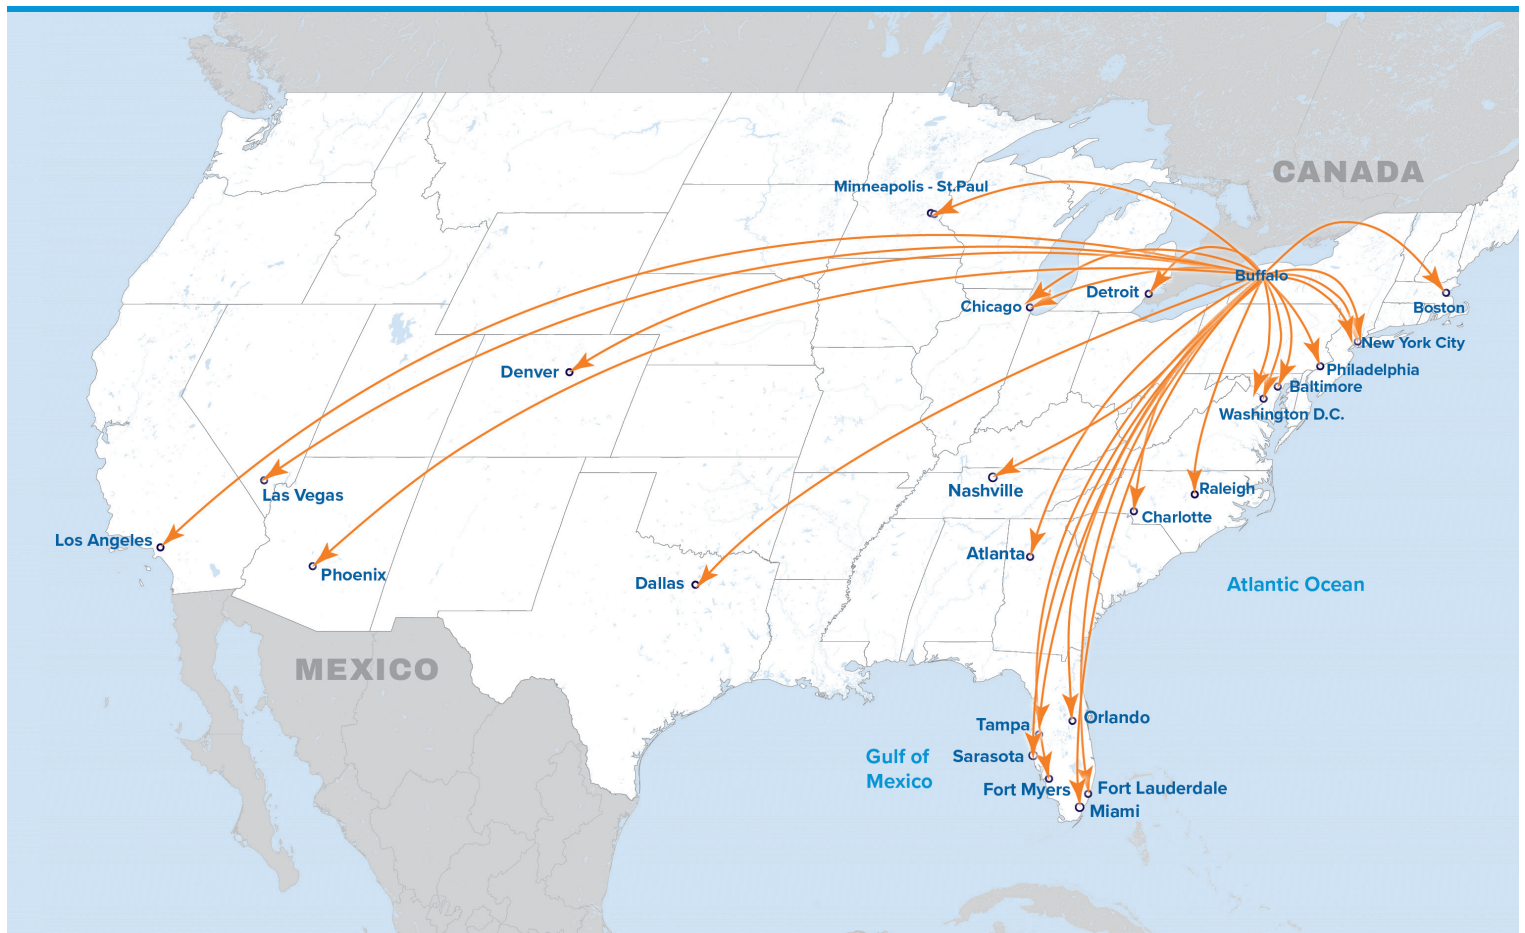 CANADA
Minneapolis - St.Paul
Buffalo
Detroit
Chicago
Boston
New York City
Denver
Philadelphia
Baltimore
Washington D.C.
Las Vegas
Nashville
Raleigh
Charlotte
Los Angeles
Atlanta
Phoenix
Dallas
Atlantic Ocean
MEXICO
Tampa
Orlando
Sarasota
Gulf of
Mexico
Fort Myers
Fort Lauderdale
Miami